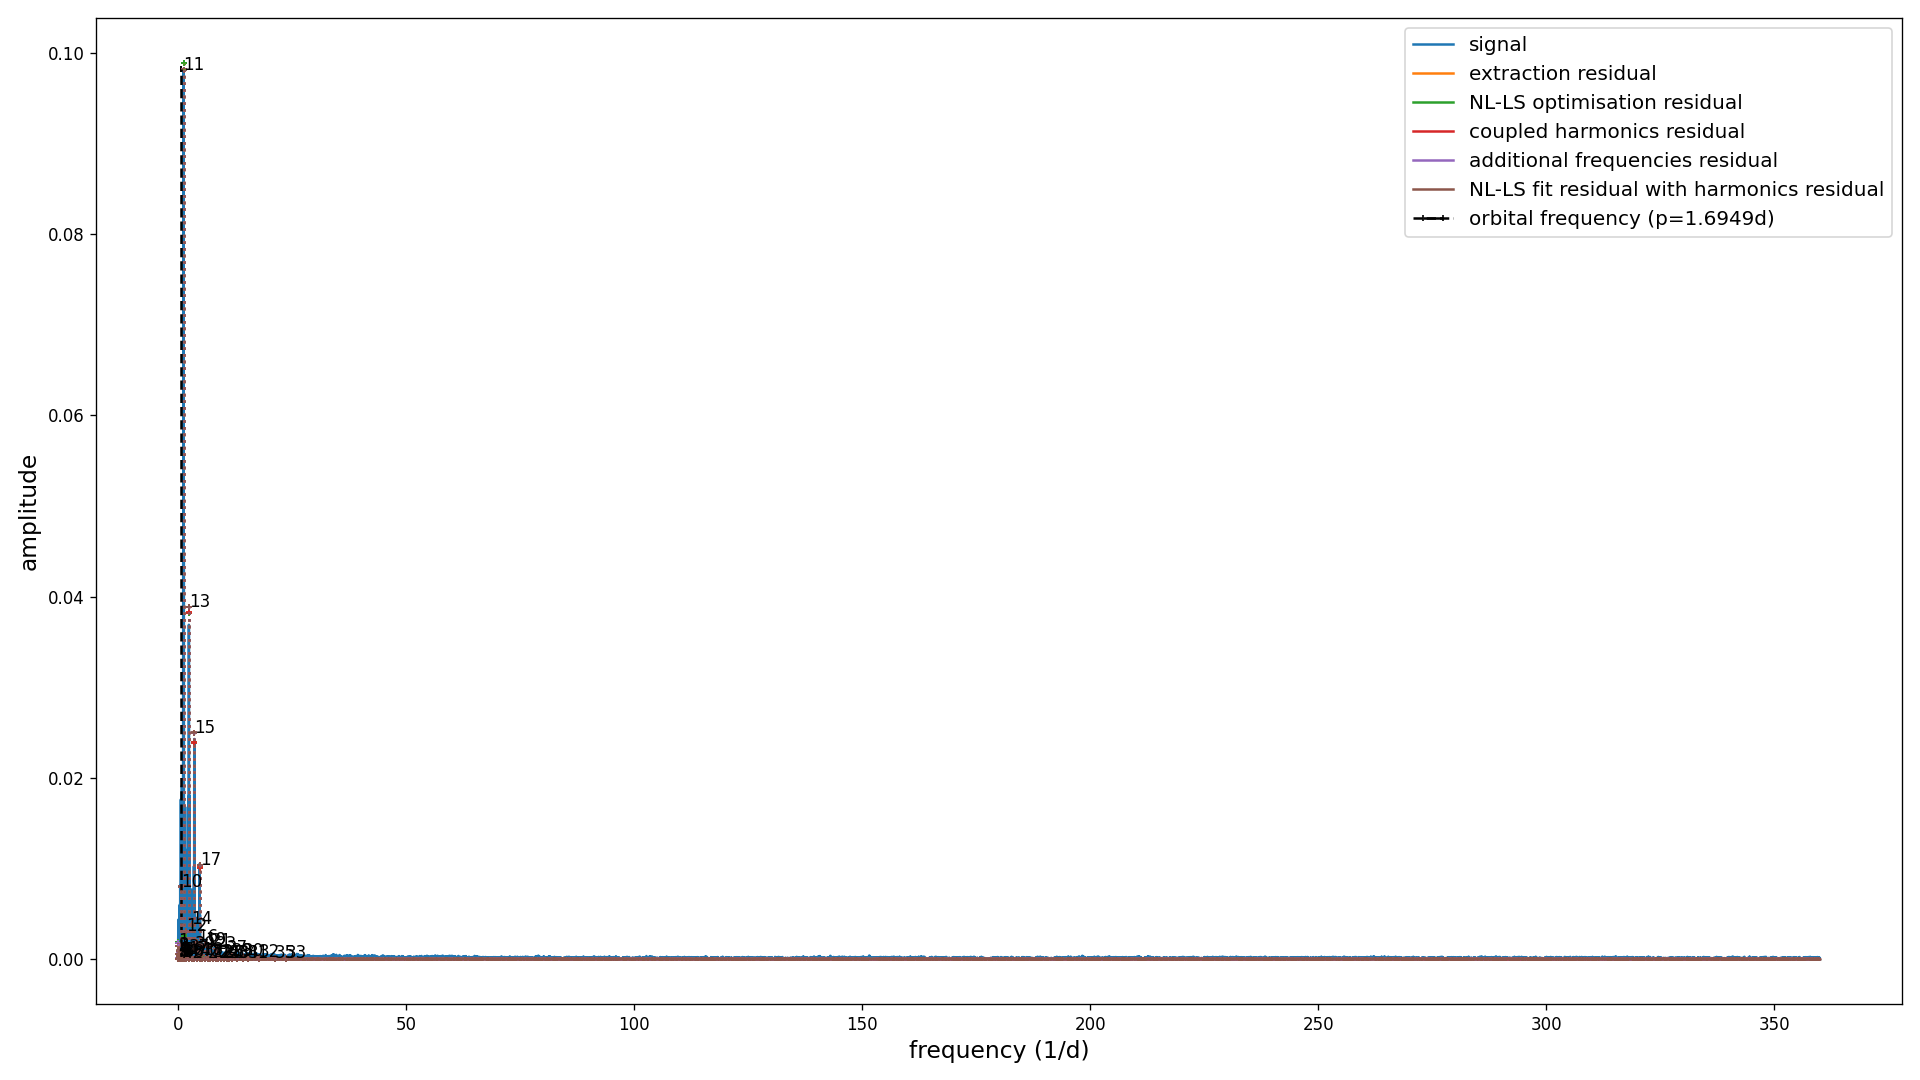 0.10
0.08
0.06
0.04
0.02
0.00
amplitude
11
13
15
17
10
14
12
signal
extraction residual
NL-LS optimisation residual
coupled harmonics residual
additional frequencies residual
NL-LS fit residual with harmonics residual
orbital frequency (p=1.6949d)
0
50
100
150
200
250
300
350
frequency (1/d)